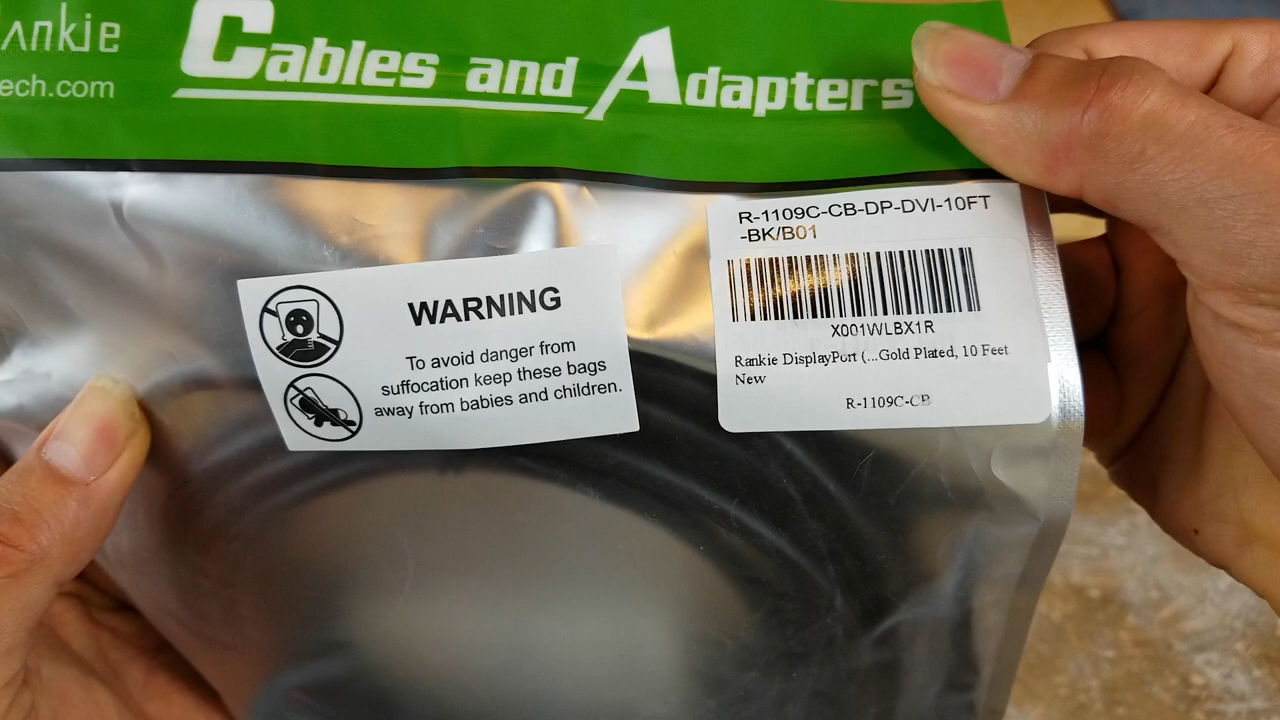 ankie
ech.com
Cables and Adapters
R-1109C-CB-DP-DVI-10FT
-BK/B01
X001WLBX1R
Rankie DisplayPort (...Gold Plated, 10 Feet
New
R-1109C-CB
WARNING
To avoid danger from
suffocation keep these bags
away from babies and children.